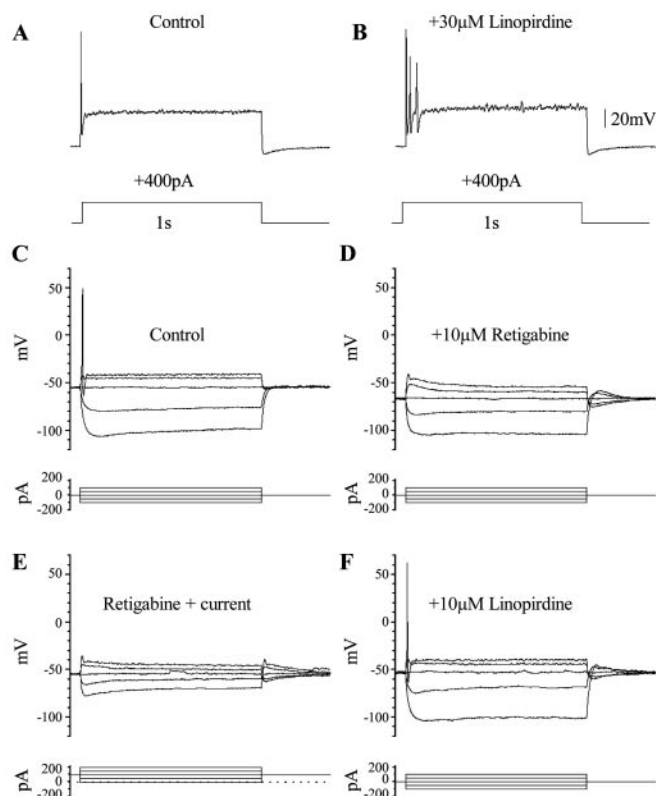 A
Control
B
+30µM Linopirdine
20mV
+400pA
1s
+400pA
1s
C
Control
mV
50
0
-50
-100
pA
200
0
-200
D
+10µM Retigabine
mV
50
0
-50
-100
pA
200
0
-200
E
Retigabine + current
mV
50
0
-50
-100
pA
200
0
-200
F
+10µM Linopirdine
mV
50
0
-50
-100
pA
200
0
-200